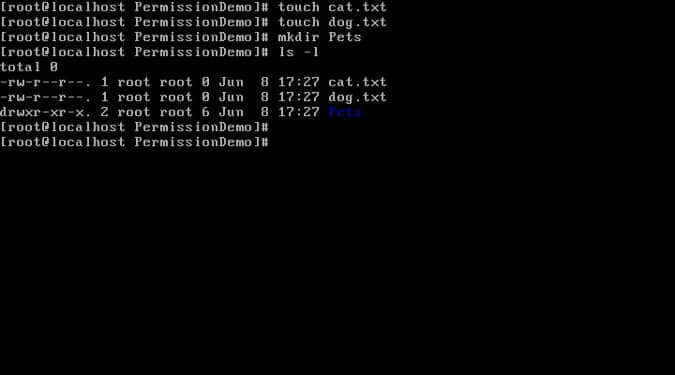 [root@localhost PermissionDemo]# touch cat.txt
[root@localhost PermissionDemo]# touch dog.txt
[root@localhost PermissionDemo]# mkdir Pets
[root@localhost PermissionDemo]# ls -l
total 0
-rw-r--r--. 1 root root 0 Jun  8 17:27 cat.txt
-rw-r--r--. 1 root root 0 Jun  8 17:27 dog.txt
drwxr-xr-x. 2 root root 6 Jun  8 17:27 Pets
[root@localhost PermissionDemo]#
[root@localhost PermissionDemo]#